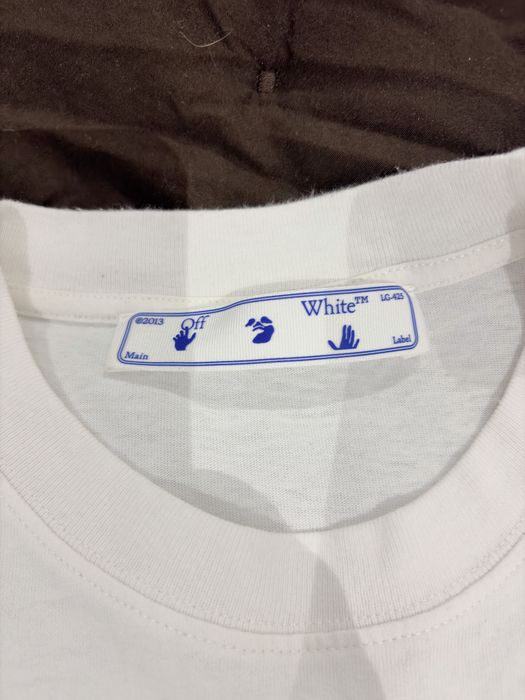 ©2013 Off White™ LG-425
Main Label